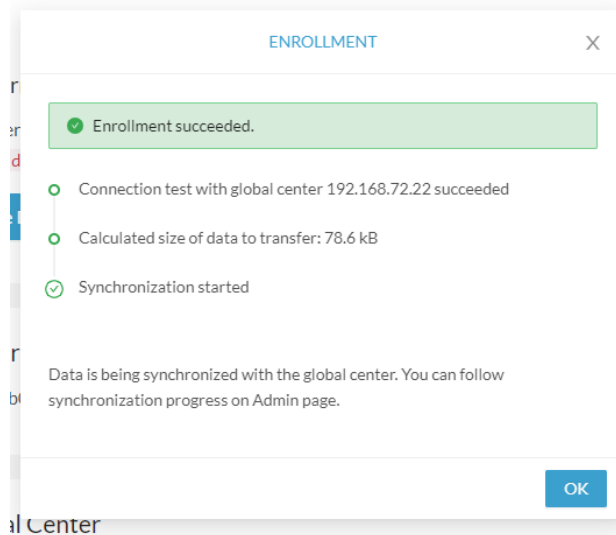 ENROLLMENT
X
Enrollment succeeded.
Connection test with global center 192.168.72.22 succeeded
Calculated size of data to transfer: 78.6 kB
Synchronization started
Data is being synchronized with the global center. You can follow
synchronization progress on Admin page.
OK
al Center